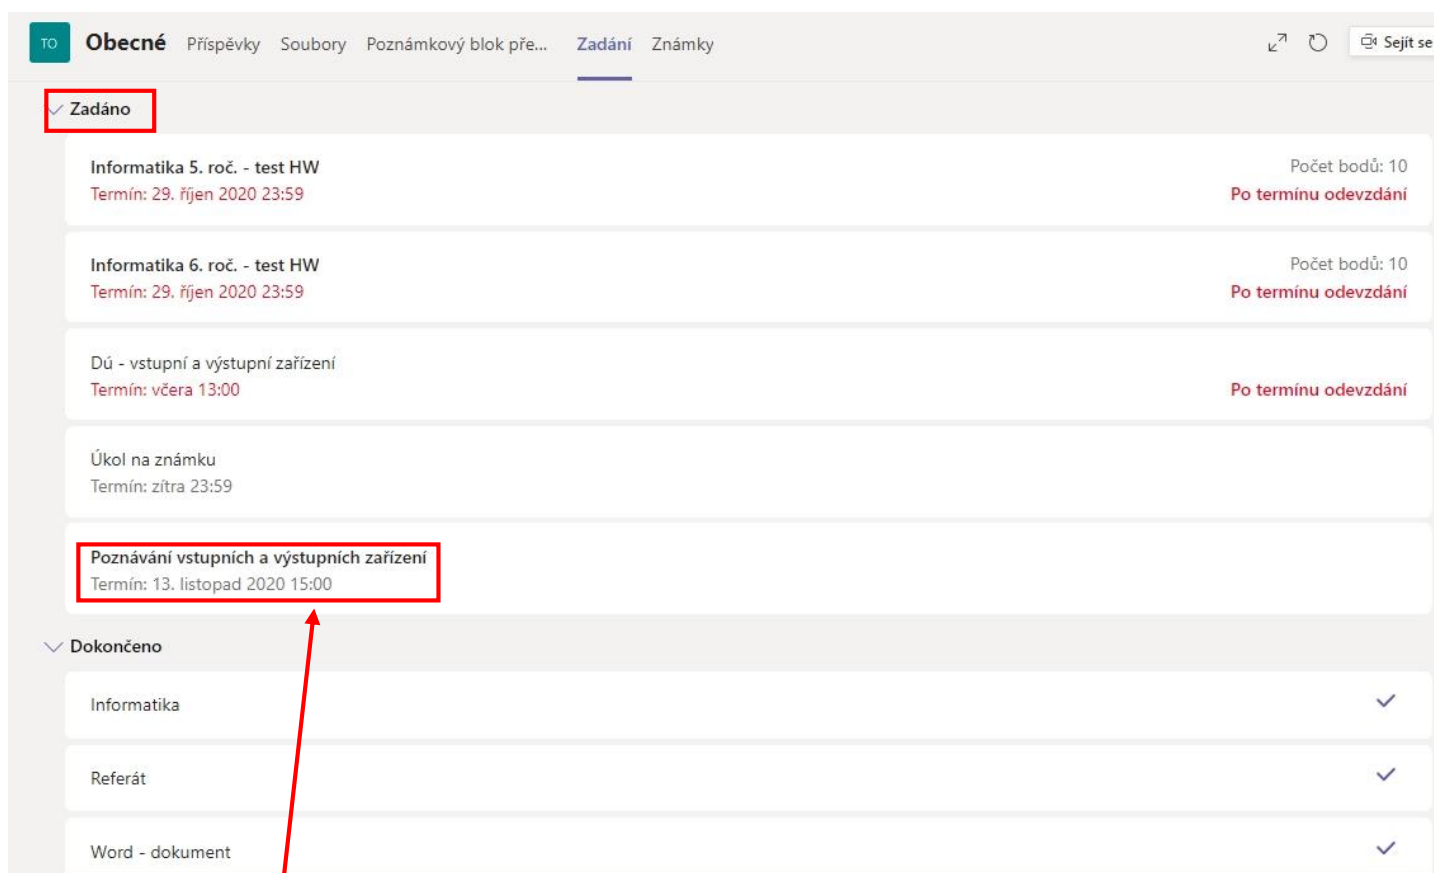 TO Obecné Příspěvky Soubory Poznámkový blok pře... Zadání Známky Sejít se
Zadáno
Informatika 5. roč. - test HW Počet bodů: 10
Termín: 29. říjen 2020 23:59 Po termínu odevzdání
Informatika 6. roč. - test HW Počet bodů: 10
Termín: 29. říjen 2020 23:59 Po termínu odevzdání
Dú - vstupní a výstupní zařízení
Termín: včera 13:00 Po termínu odevzdání
Úkol na známku
Termín: zítra 23:59
Poznávání vstupních a výstupních zařízení
Termín: 13. listopad 2020 15:00
Dokončeno
Informatika
Referát
Word - dokument